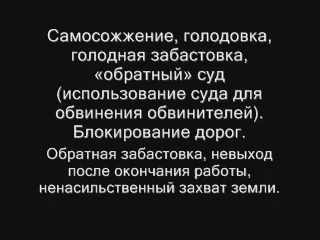 Самосожжение, голодовка,
голодная забастовка,
«обратный» суд
(использование суда для
обвинения обвинителей).
Блокирование дорог.
Обратная забастовка, невыход
после окончания работы,
ненасильственный захват земли.